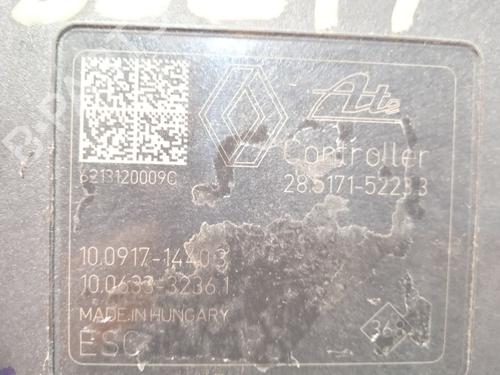 Ate
Controller
6213120009C
28.5171-5223.3
10.0917-1440.3
10.0633-3236.1
MADE IN HUNGARY
ESC
368